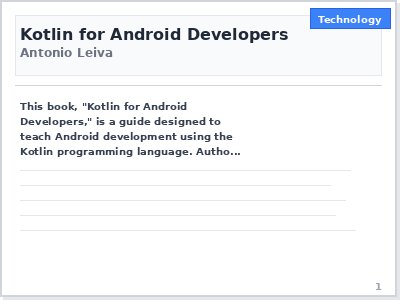 Technology
Kotlin for Android Developers
Antonio Leiva
This book, "Kotlin for Android
Developers," is a guide designed to
teach Android development using the
Kotlin programming language. Autho...
1